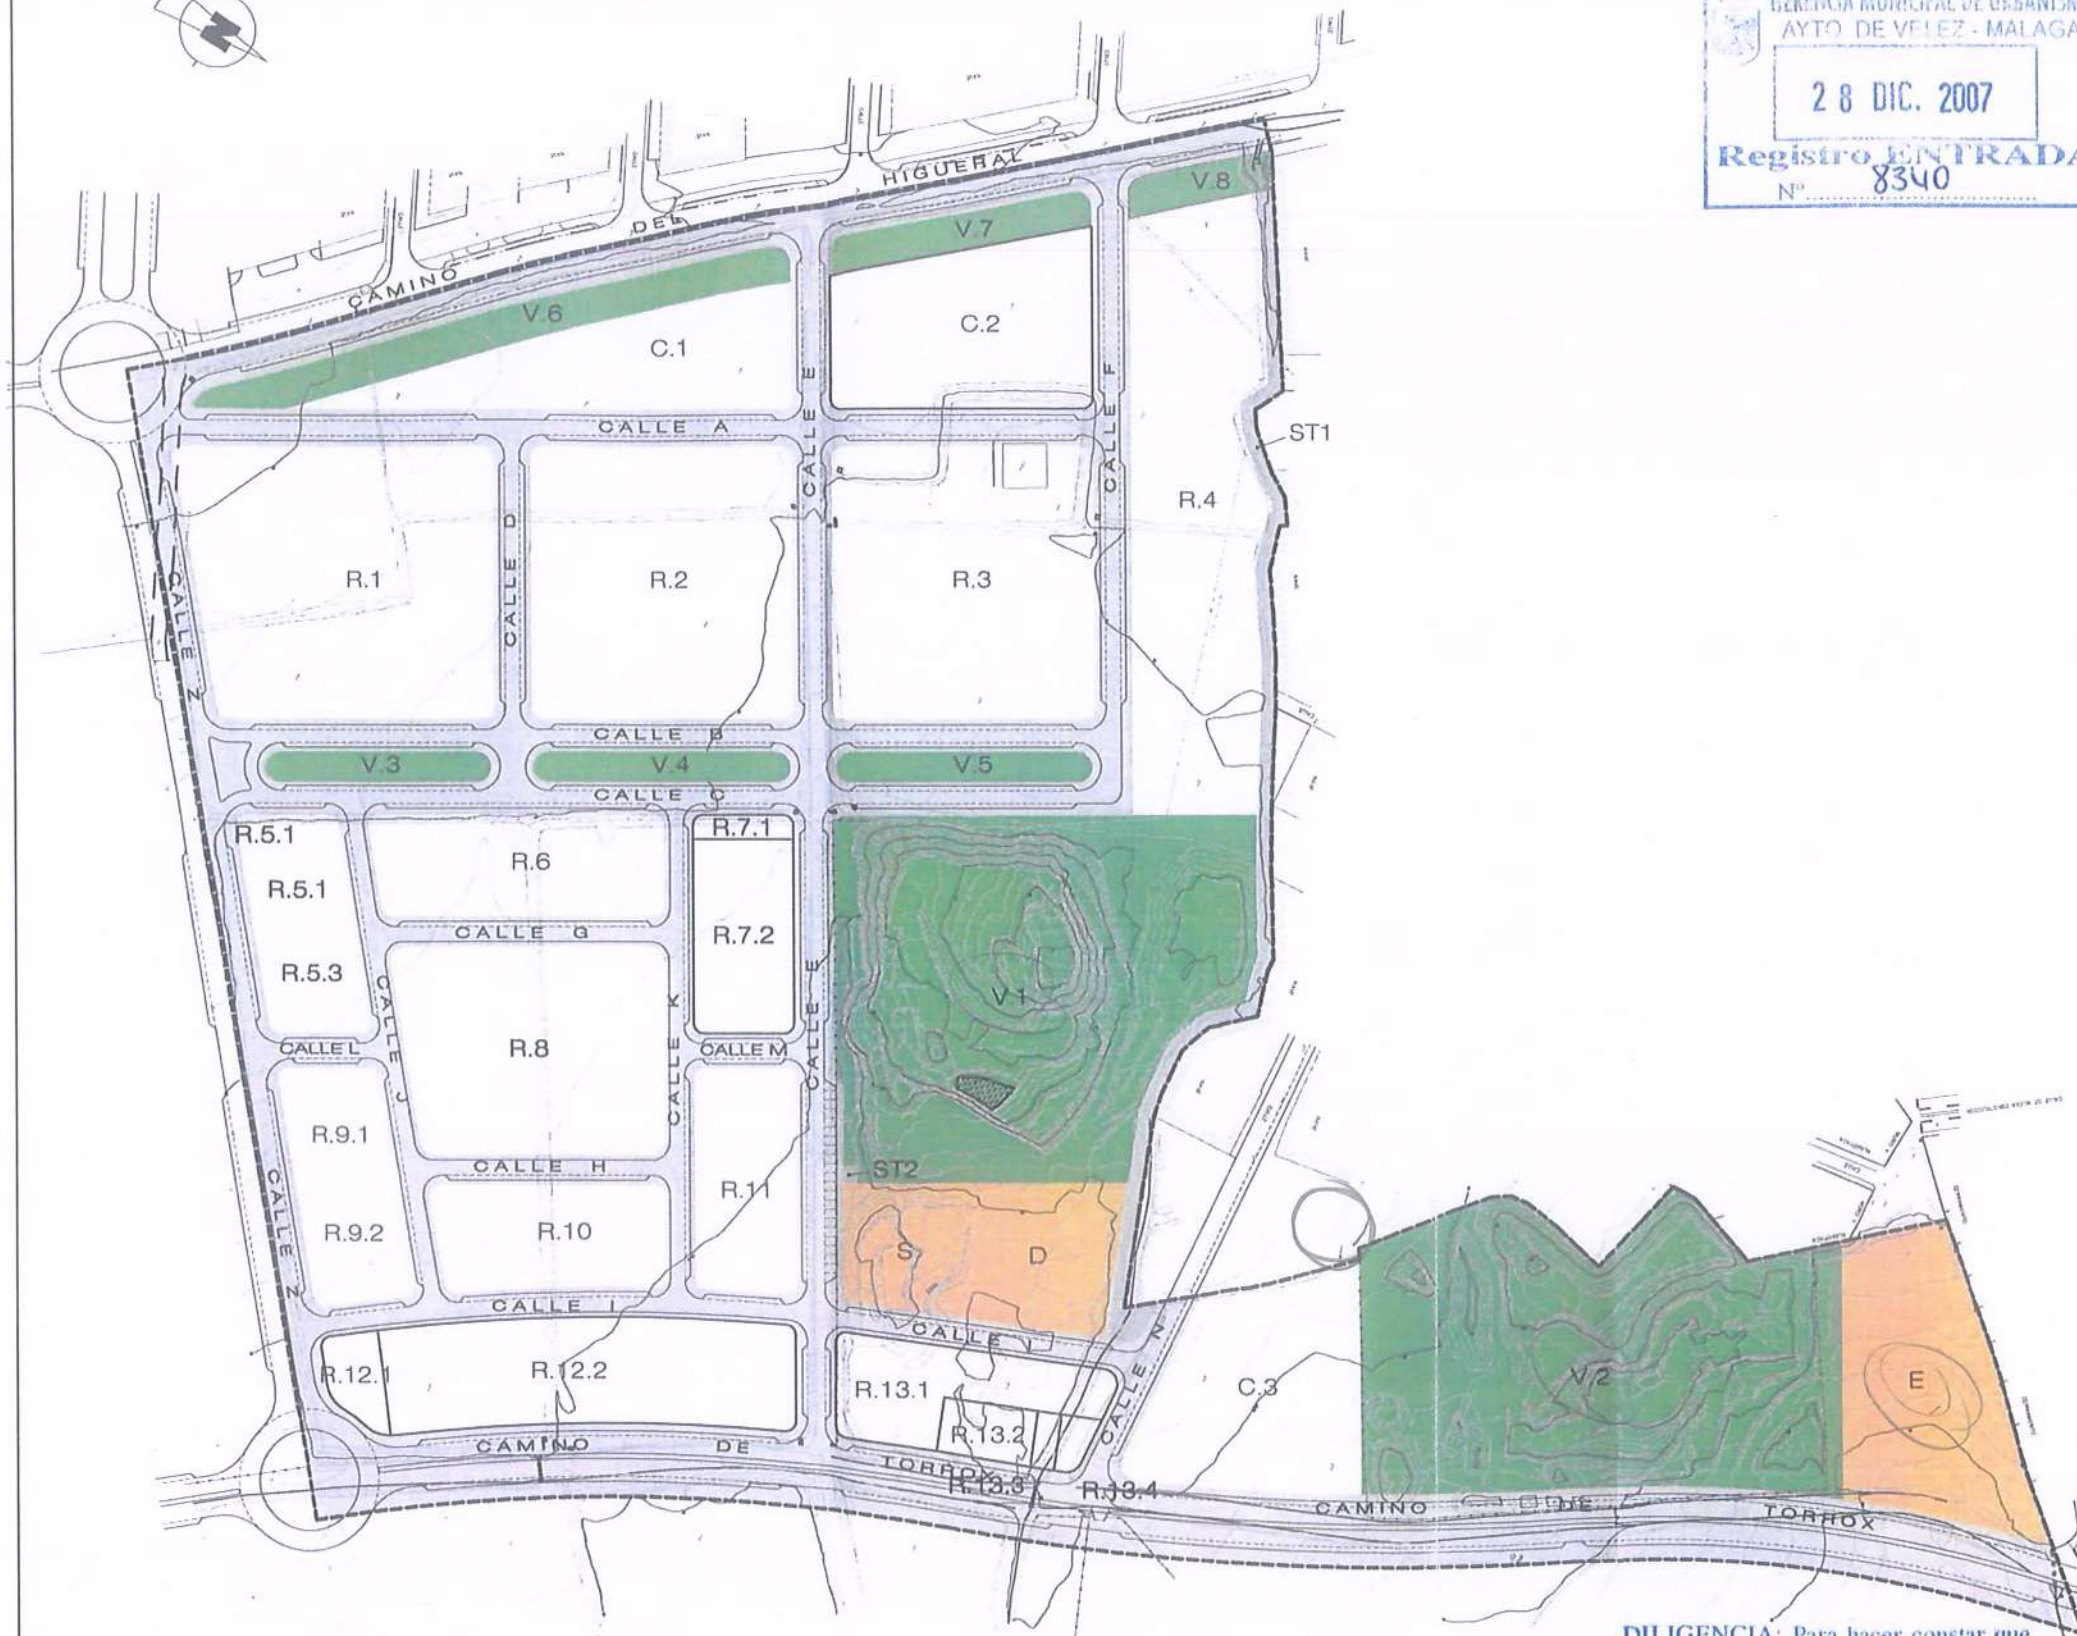 N
GERENCIA MUNICIPAL DE URBANISMO
AYTO. DE VELEZ - MALAGA
28 DIC. 2007
Registro ENTRADA
Nº 8340
CAMINO DEL HIGUERAL
V.8
V.7
V.6
C.2
C.1
CALLE E
CALLE F
CALLE A
ST1
R.4
CALLE D
R.1
R.2
R.3
CALLE N
CALLE B
V.3
V.4
V.5
CALLE C
R.5.1
R.7.1
R.6
R.5.1
CALLE G
R.7.2
R.5.3
CALLE J
CALLE K
CALLE E
V.1
CALLE L
R.8
CALLE M
R.9.1
CALLE H
ST2
R.11
CALLE N
R.9.2
R.10
S
D
CALLE I
CALLE I
CALLE N
R.12.1
R.12.2
R.13.1
C.3
V.2
E
R.13.2
CAMINO DE TORROX
R.13.3
R.13.4
CAMINO DE TORROX
DILIGENCIA: Para hacer constar que